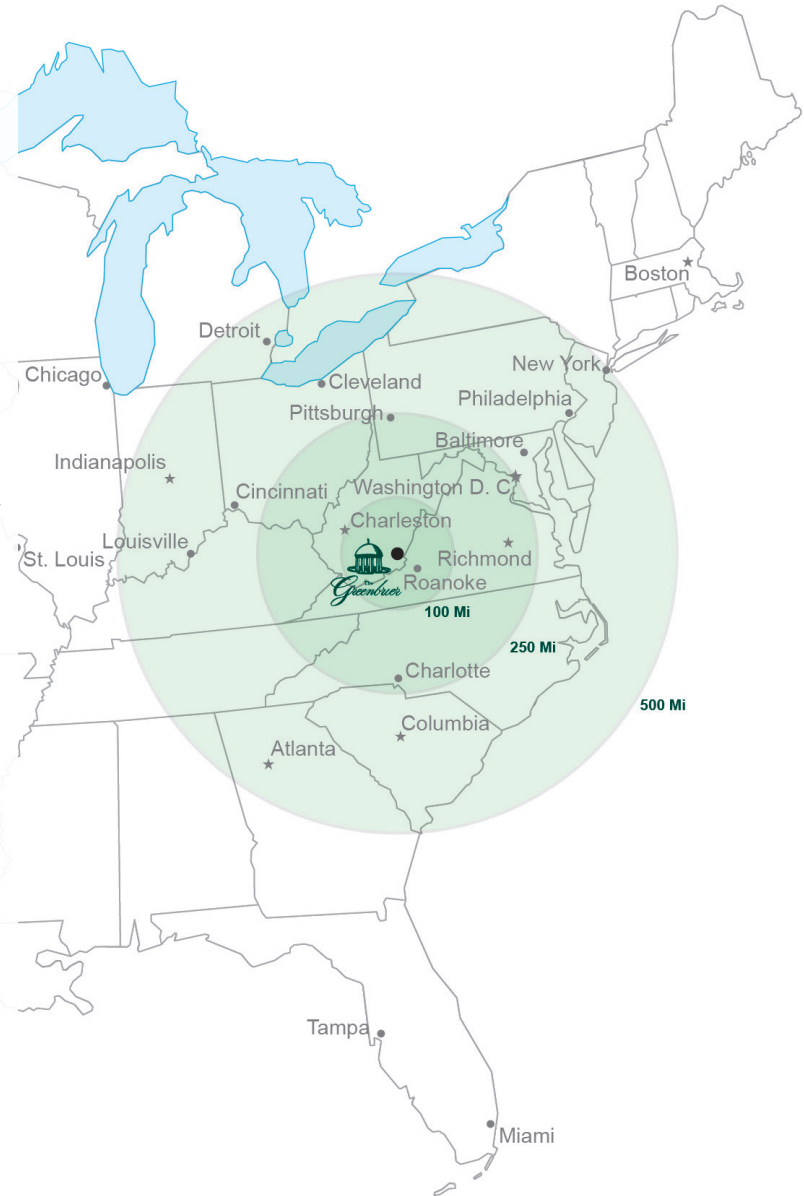 Boston
Detroit
New York
Chicago
Cleveland
Philadelphia
Pittsburgh
Baltimore
Indianapolis
Washington D. C.
Cincinnati
Charleston
Louisville
Richmond
St. Louis
The
Greenbrier
Roanoke
100 Mi
250 Mi
Charlotte
500 Mi
Columbia
Atlanta
Tampa
Miami